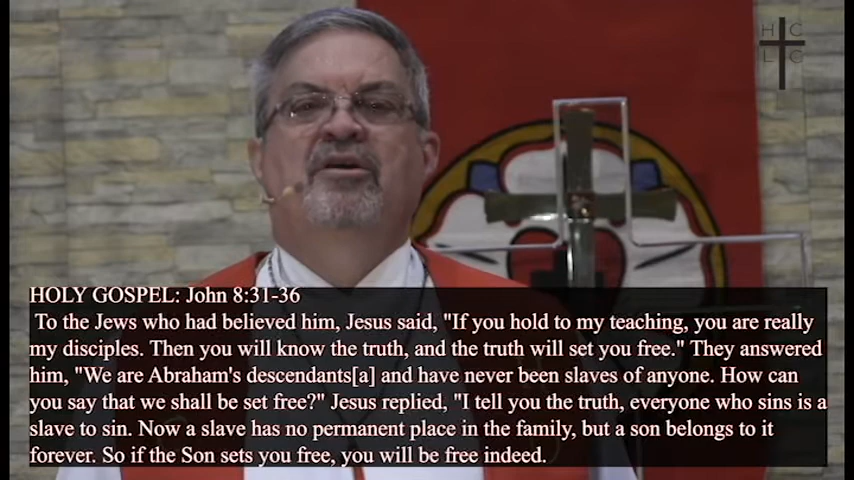 H C
L C
HOLY GOSPEL: John 8:31-36
To the Jews who had believed him, Jesus said, "If you hold to my teaching, you are really
my disciples. Then you will know the truth, and the truth will set you free." They answered
him, "We are Abraham's descendants[a] and have never been slaves of anyone. How can
you say that we shall be set free?" Jesus replied, "I tell you the truth, everyone who sins is a
slave to sin. Now a slave has no permanent place in the family, but a son belongs to it
forever. So if the Son sets you free, you will be free indeed.